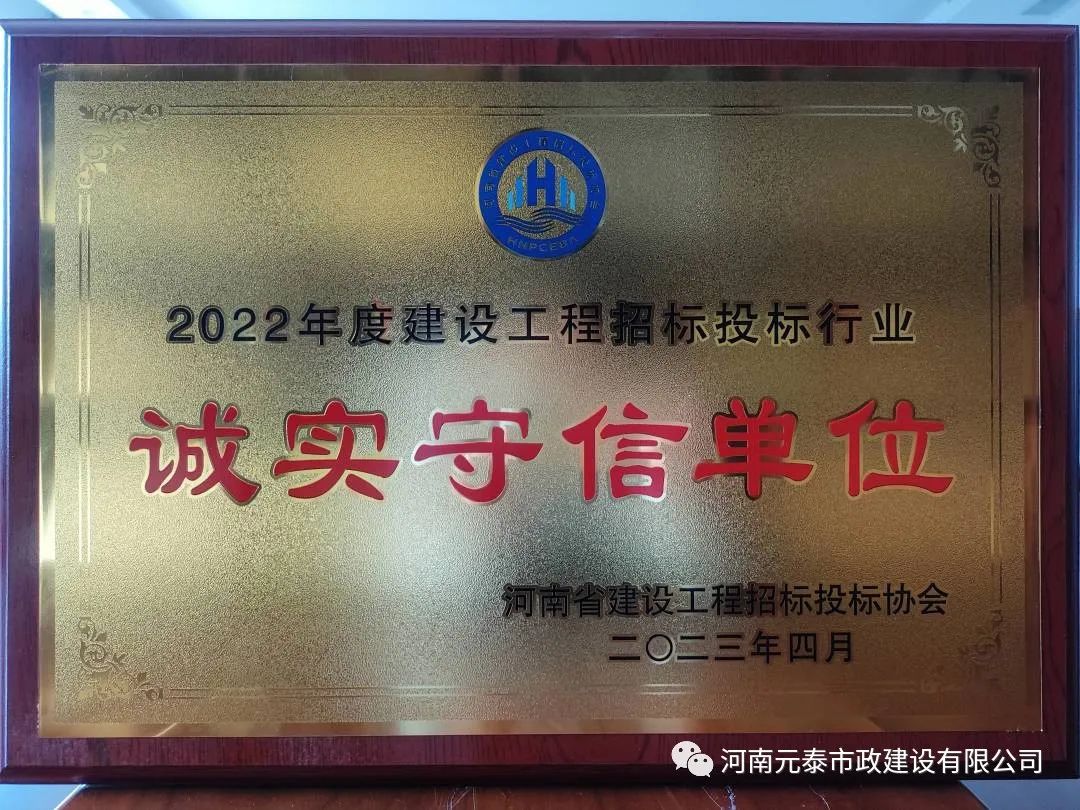 H
HNPCEBA
2022年度建设工程招标投标行业
诚实守信单位
河南省建设工程招标投标协会
二〇二三年四月
河南元泰市政建设有限公司